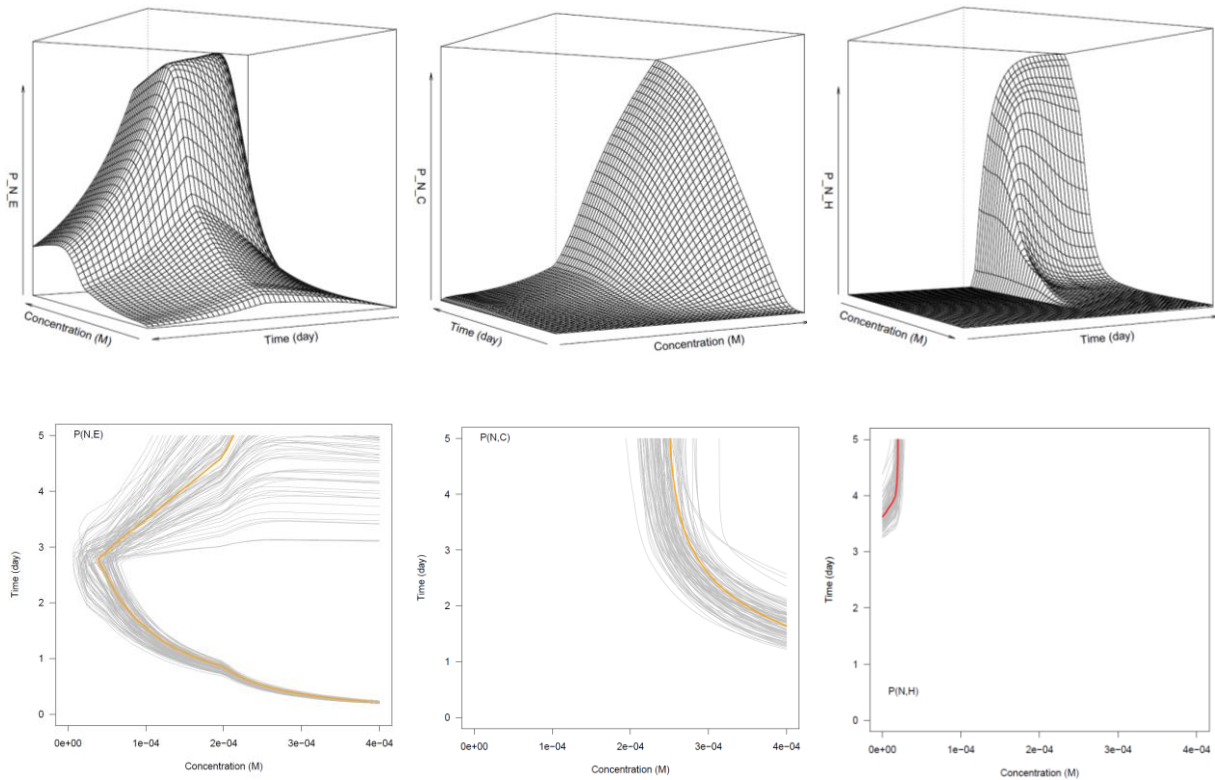 P_N_E
Concentration (M)
Time (day)
P_N_C
Time (day)
Concentration (M)
P_N_H
Concentration (M)
Time (day)
P(N,E)
5
4
3
2
1
0
Time (day)
0e+00 1e-04 2e-04 3e-04 4e-04
Concentration (M)
P(N,C)
5
4
3
2
1
0
Time (day)
0e+00 1e-04 2e-04 3e-04 4e-04
Concentration (M)
5
4
3
2
1
0
Time (day)
P(N,H)
0e+00 1e-04 2e-04 3e-04 4e-04
Concentration (M)